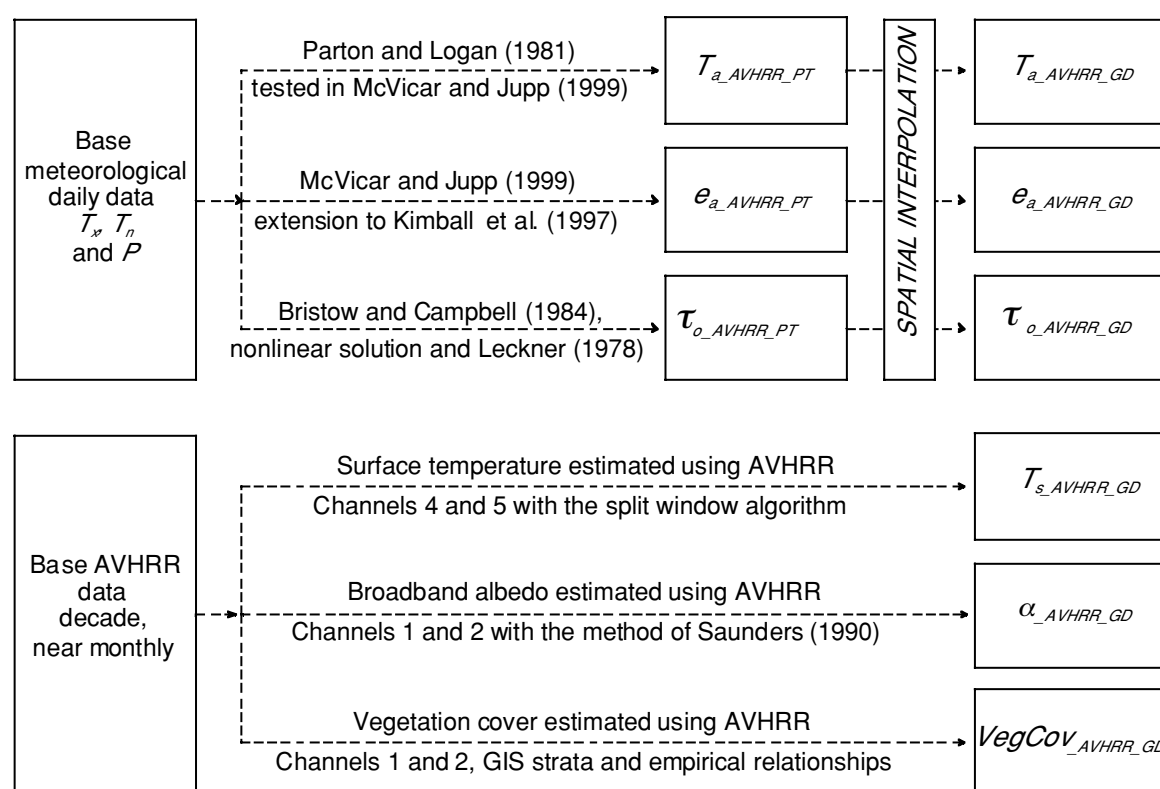 Base
meteorological
daily data
Tx, Tn
and P
Parton and Logan (1981)
tested in McVicar and Jupp (1999)
McVicar and Jupp (1999)
extension to Kimball et al. (1997)
Bristow and Campbell (1984),
nonlinear solution and Leckner (1978)
Ta_AVHRR_PT
ea_AVHRR_PT
τo_AVHRR_PT
SPATIAL INTERPOLATION
Ta_AVHRR_GD
ea_AVHRR_GD
τo_AVHRR_GD
Base AVHRR
data
decade,
near monthly
Surface temperature estimated using AVHRR
Channels 4 and 5 with the split window algorithm
Broadband albedo estimated using AVHRR
Channels 1 and 2 with the method of Saunders (1990)
Vegetation cover estimated using AVHRR
Channels 1 and 2, GIS strata and empirical relationships
Ts_AVHRR_GD
α_AVHRR_GD
VegCov_AVHRR_GD